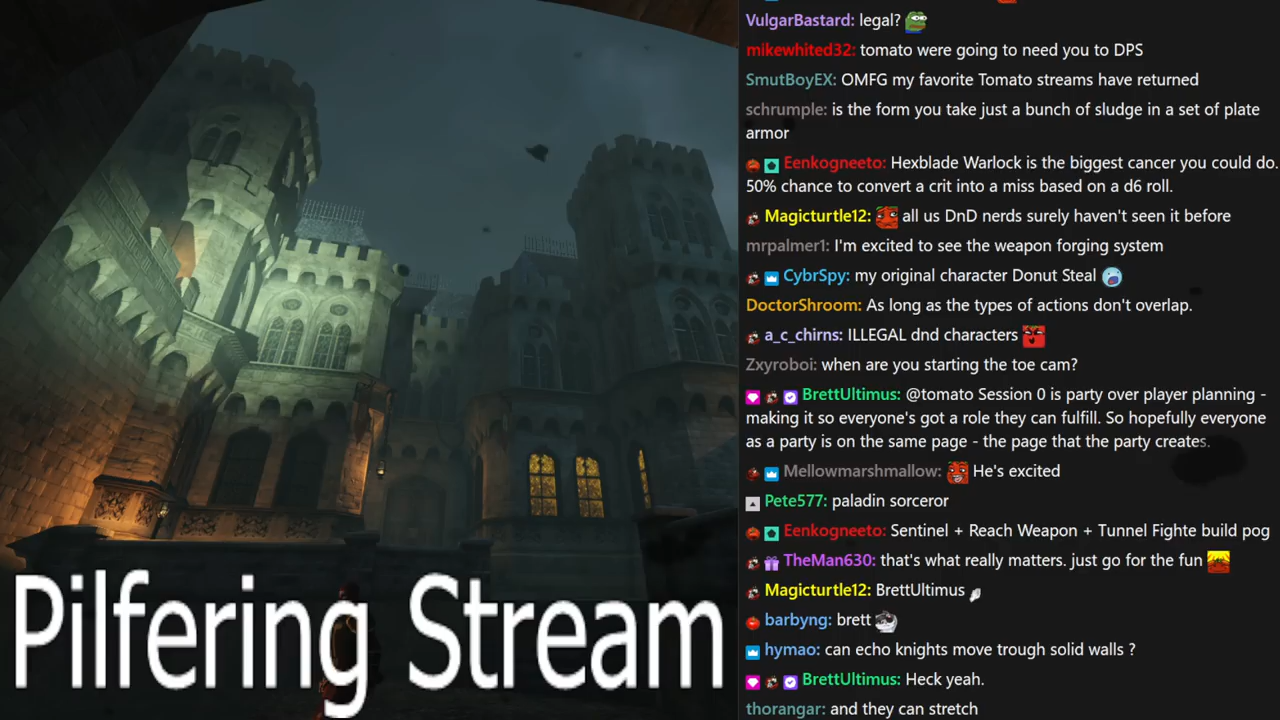 VulgarBastard: legal?
mikewhited32: tomato were going to need you to DPS
SmutBoyEX: OMFG my favorite Tomato streams have returned
schrumple: is the form you take just a bunch of sludge in a set of plate
armor
Eenkogneeto: Hexblade Warlock is the biggest cancer you could do.
50% chance to convert a crit into a miss based on a d6 roll.
Magicturtle12: all us DnD nerds surely haven't seen it before
mrpalmer1: I'm excited to see the weapon forging system
CybrSpy: my original character Donut Steal
DoctorShroom: As long as the types of actions don't overlap.
a_c_chirns: ILLEGAL dnd characters
Zxyroboi: when are you starting the toe cam?
BrettUltimus: @tomato Session 0 is party over player planning -
making it so everyone's got a role they can fulfill. So hopefully everyone
as a party is on the same page - the page that the party creates.
Mellowmarshmallow: He's excited
Pete577: paladin sorceror
Eenkogneeto: Sentinel + Reach Weapon + Tunnel Fighte build pog
TheMan630: that's what really matters. just go for the fun
Magicturtle12: BrettUltimus
barbyng: brett
hymao: can echo knights move trough solid walls ?
BrettUltimus: Heck yeah.
thorangar: and they can stretch
Pilfering Stream